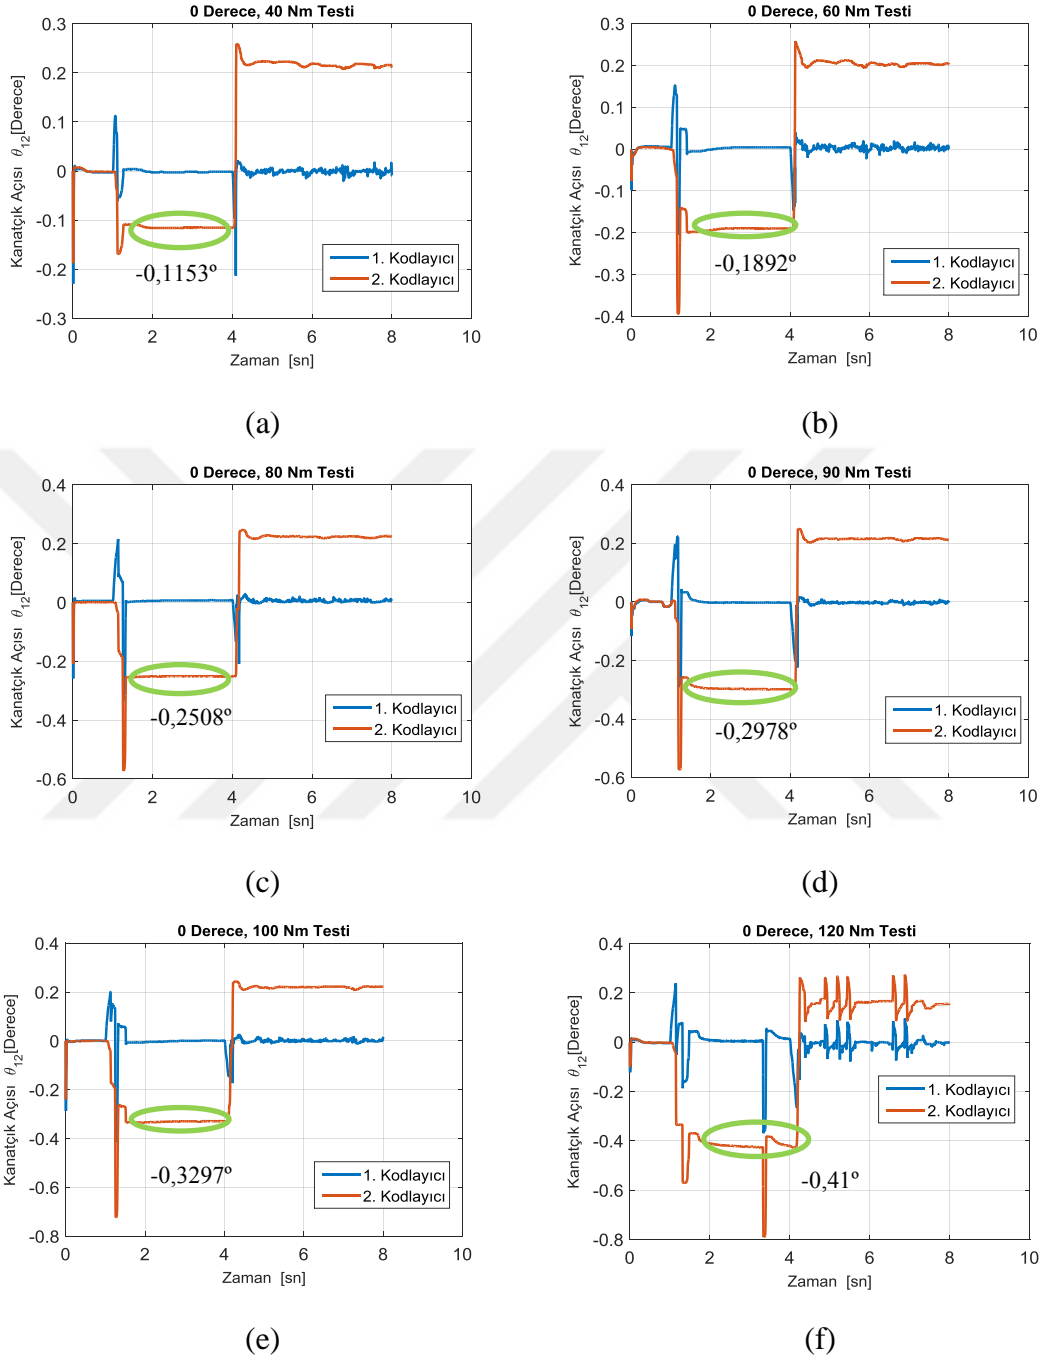 0 Derece, 40 Nm Testi
0.3
0.2
0.1
0
-0.1
-0.2
-0.3
Kanatçık Açısı θ12[Derece]
-0,1153º
1. Kodlayıcı
2. Kodlayıcı
0 2 4 6 8 10
Zaman [sn]
(a)
0 Derece, 60 Nm Testi
0.3
0.2
0.1
0
-0.1
-0.2
-0.3
-0.4
Kanatçık Açısı θ12[Derece]
-0,1892º
1. Kodlayıcı
2. Kodlayıcı
0 2 4 6 8 10
Zaman [sn]
(b)
0 Derece, 80 Nm Testi
0.4
0.2
0
-0.2
-0.4
-0.6
Kanatçık Açısı θ12[Derece]
-0,2508º
1. Kodlayıcı
2. Kodlayıcı
0 2 4 6 8 10
Zaman [sn]
(c)
0 Derece, 90 Nm Testi
0.4
0.2
0
-0.2
-0.4
-0.6
Kanatçık Açısı θ12[Derece]
-0,2978º
1. Kodlayıcı
2. Kodlayıcı
0 2 4 6 8 10
Zaman [sn]
(d)
0 Derece, 100 Nm Testi
0.4
0.2
0
-0.2
-0.4
-0.6
-0.8
Kanatçık Açısı θ12[Derece]
-0,3297º
1. Kodlayıcı
2. Kodlayıcı
0 2 4 6 8 10
Zaman [sn]
(e)
0 Derece, 120 Nm Testi
0.4
0.2
0
-0.2
-0.4
-0.6
-0.8
Kanatçık Açısı θ12[Derece]
1. Kodlayıcı
2. Kodlayıcı
-0,41º
0 2 4 6 8 10
Zaman [sn]
(f)